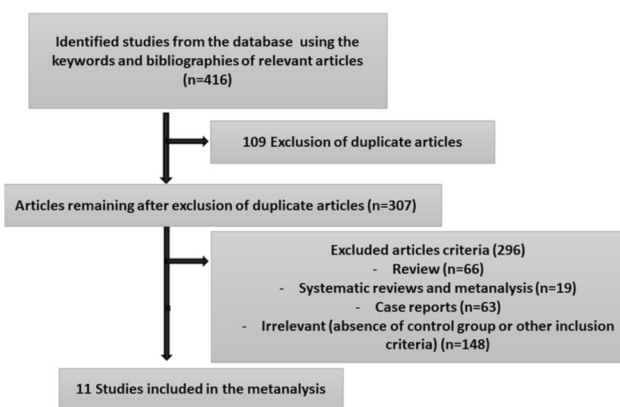 Identified studies from the database using the
keywords and bibliographies of relevant articles
(n=416)
109 Exclusion of duplicate articles
Articles remaining after exclusion of duplicate articles (n=307)
Excluded articles criteria (296)
- Review (n=66)
- Systematic reviews and metanalysis (n=19)
- Case reports (n=63)
- Irrelevant (absence of control group or other inclusion
criteria) (n=148)
11 Studies included in the metanalysis